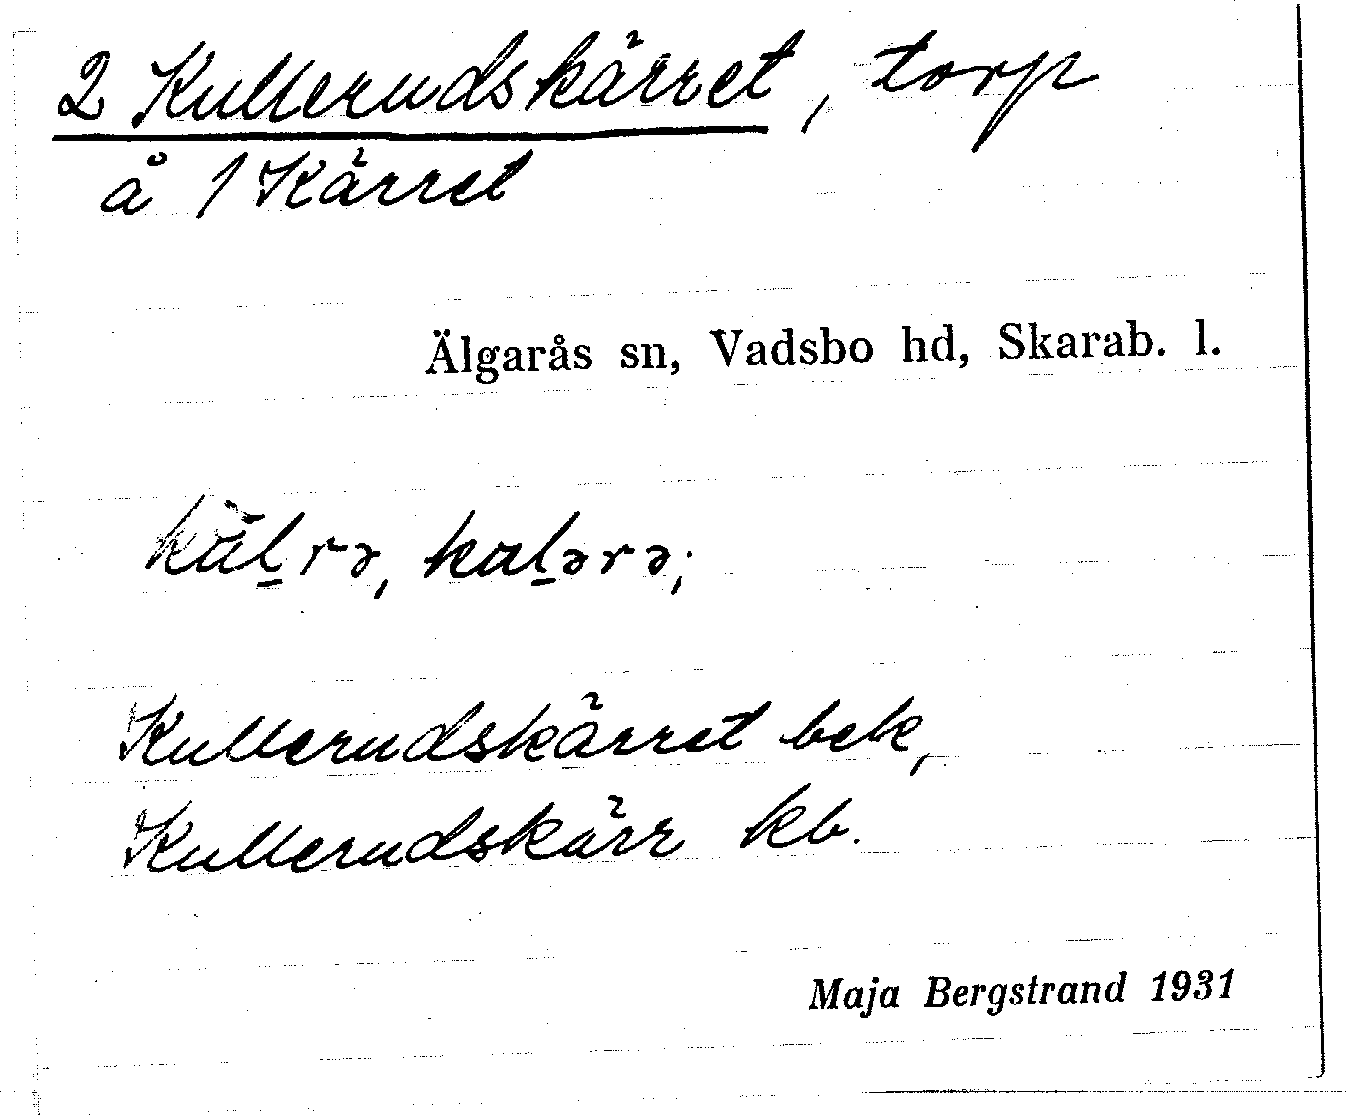 2 Kullerudskärret, torp
å 1 Kärret
Älgarås sn, Vadsbo hd, Skarab. l.
kal̲rə, kal̲ərə;
Kullerudskärret bek,
Kullerudskärr kb.
Maja Bergstrand 1931